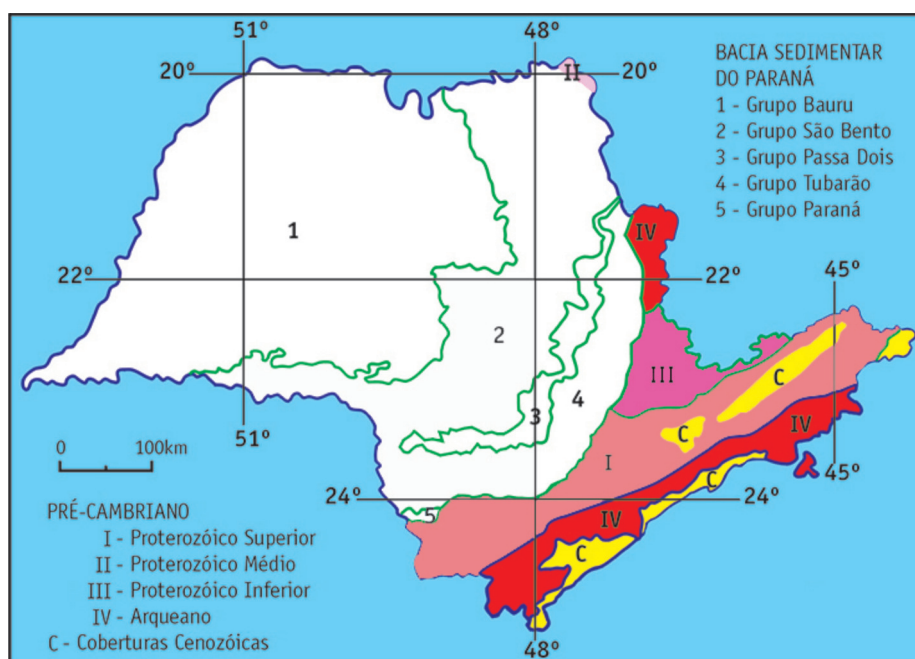 51º
48º
20º
20º
II
BACIA SEDIMENTAR
DO PARANÁ
1 - Grupo Bauru
2 - Grupo São Bento
3 - Grupo Passa Dois
4 - Grupo Tubarão
5 - Grupo Paraná
1
IV
22º
22º
45º
2
III
C
3
4
C
IV
51º
I
45º
0 100km
C
24º
24º
5
IV
C
PRÉ-CAMBRIANO
I - Proterozóico Superior
II - Proterozóico Médio
III - Proterozóico Inferior
IV - Arqueano
C - Coberturas Cenozóicas
48º